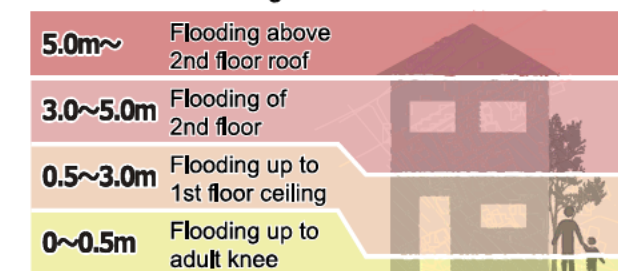 5.0m～
Flooding above
2nd floor roof
3.0～5.0m
Flooding of
2nd floor
0.5～3.0m
Flooding up to
1st floor ceiling
0～0.5m
Flooding up to
adult knee